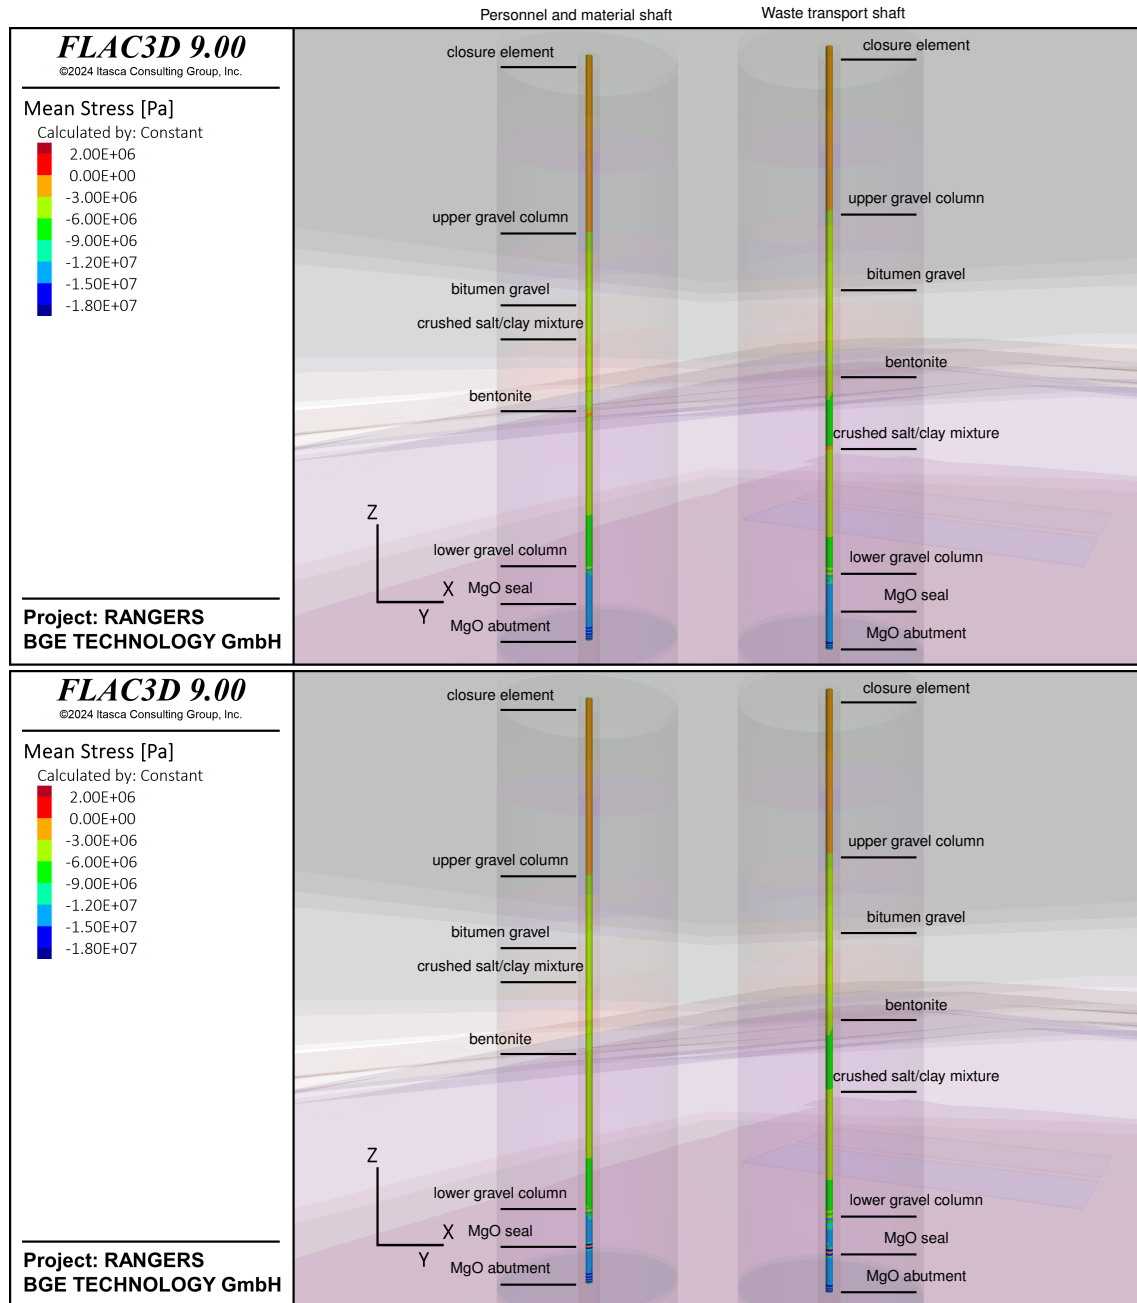 Personnel and material shaft
Waste transport shaft
FLAC3D 9.00
©2024 Itasca Consulting Group, Inc.
Mean Stress [Pa]
Calculated by: Constant
2.00E+06
0.00E+00
-3.00E+06
-6.00E+06
-9.00E+06
-1.20E+07
-1.50E+07
-1.80E+07
Project: RANGERS
BGE TECHNOLOGY GmbH
closure element
upper gravel column
bitumen gravel
crushed salt/clay mixture
bentonite
lower gravel column
MgO seal
MgO abutment
Z
X
Y
closure element
upper gravel column
bitumen gravel
bentonite
crushed salt/clay mixture
lower gravel column
MgO seal
MgO abutment
FLAC3D 9.00
©2024 Itasca Consulting Group, Inc.
Mean Stress [Pa]
Calculated by: Constant
2.00E+06
0.00E+00
-3.00E+06
-6.00E+06
-9.00E+06
-1.20E+07
-1.50E+07
-1.80E+07
Project: RANGERS
BGE TECHNOLOGY GmbH
closure element
upper gravel column
bitumen gravel
crushed salt/clay mixture
bentonite
lower gravel column
MgO seal
MgO abutment
Z
X
Y
closure element
upper gravel column
bitumen gravel
bentonite
crushed salt/clay mixture
lower gravel column
MgO seal
MgO abutment